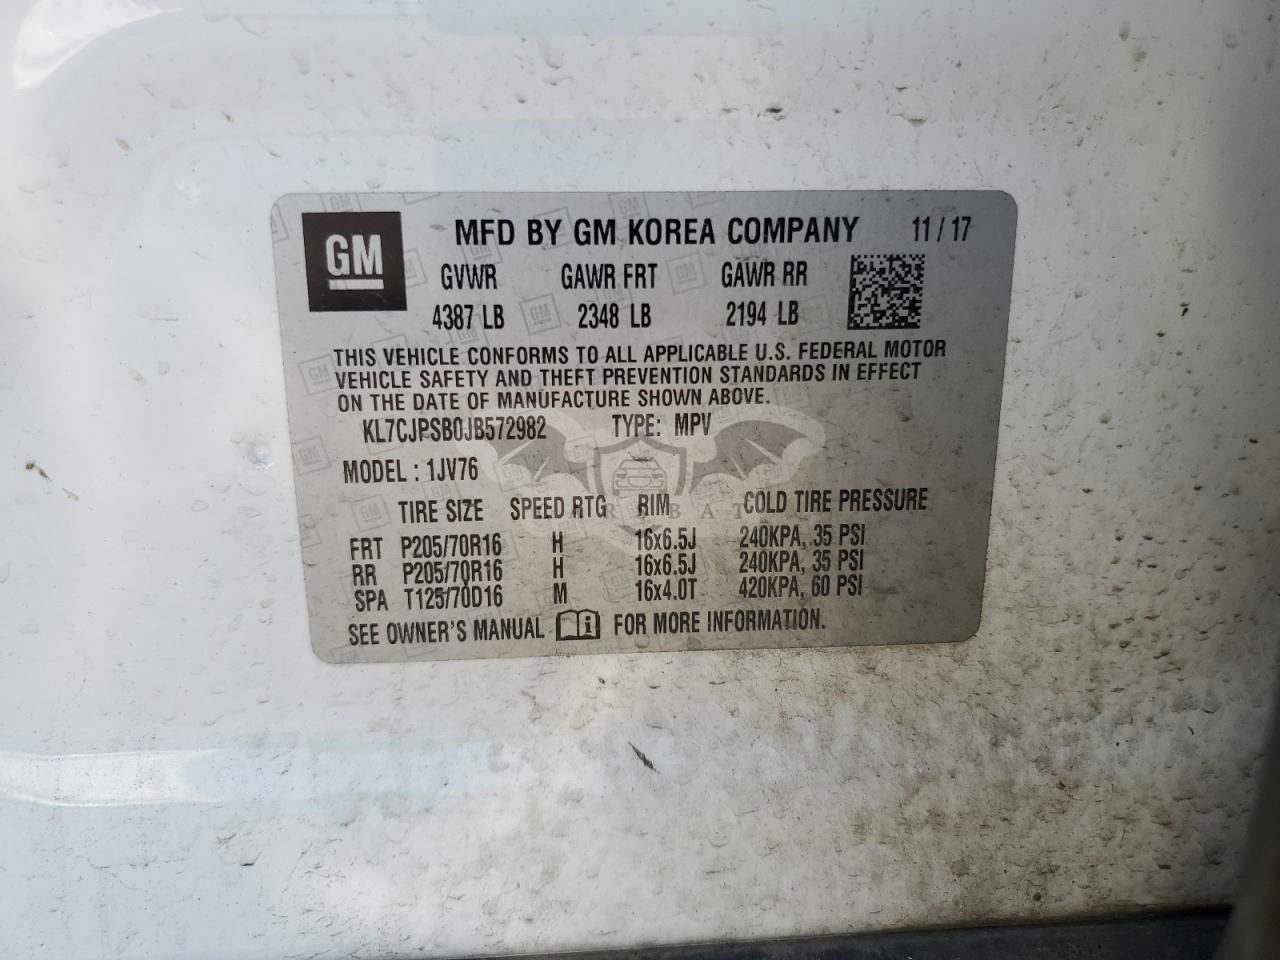 GM
MFD BY GM KOREA COMPANY 11/17
GVWR GAWR FRT GAWR RR
4387 LB 2348 LB 2194 LB
THIS VEHICLE CONFORMS TO ALL APPLICABLE U.S. FEDERAL MOTOR
VEHICLE SAFETY AND THEFT PREVENTION STANDARDS IN EFFECT
ON THE DATE OF MANUFACTURE SHOWN ABOVE.
KL7CJPSB0JB572982 TYPE: MPV
MODEL : 1JV76
TIRE SIZE SPEED RTG RIM COLD TIRE PRESSURE
FRT P205/70R16 H 16x6.5J 240KPA, 35 PSI
RR P205/70R16 H 16x6.5J 240KPA, 35 PSI
SPA T125/70D16 M 16x4.0T 420KPA, 60 PSI
SEE OWNER'S MANUAL FOR MORE INFORMATION.